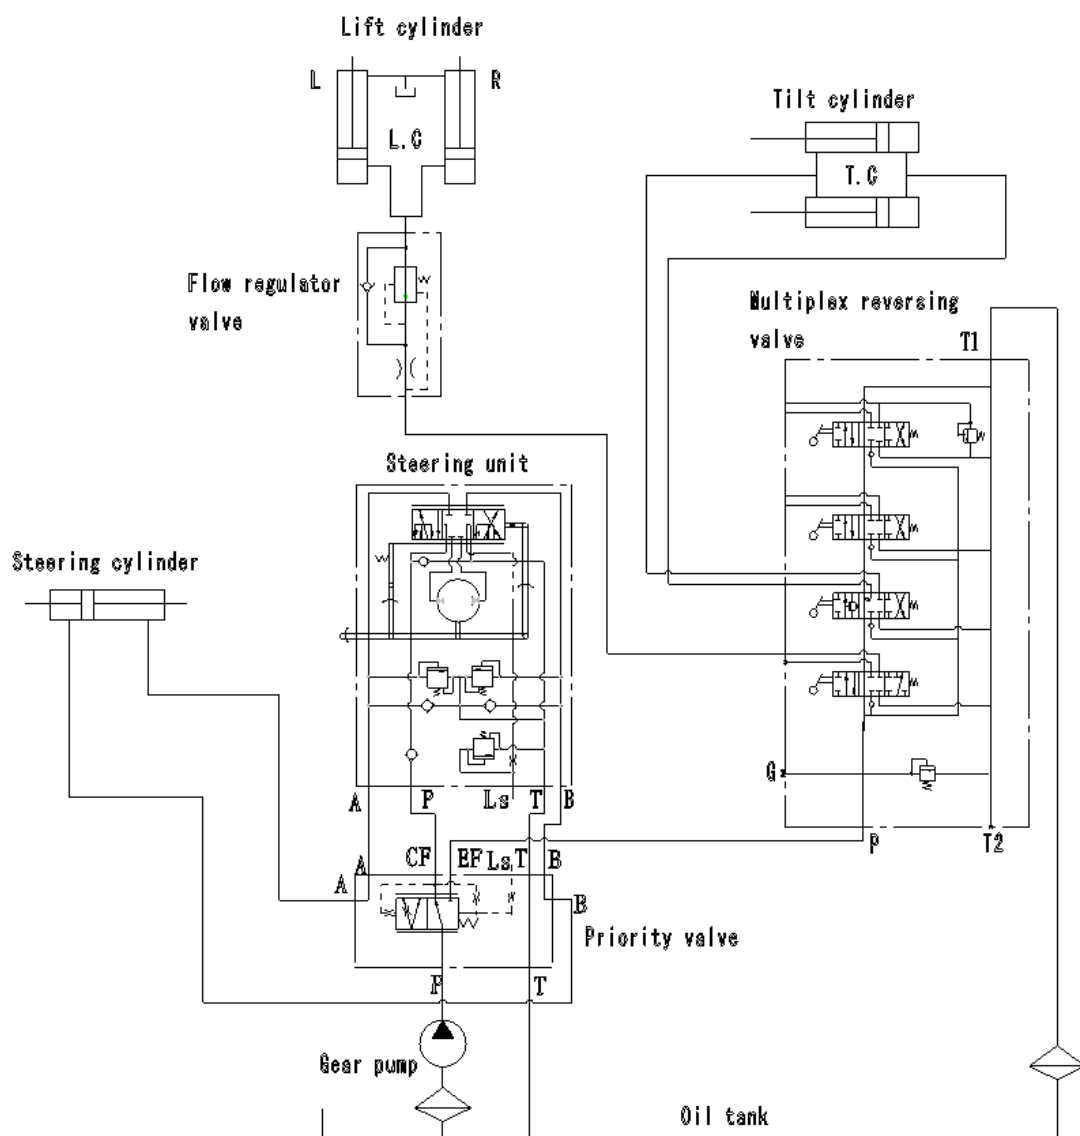 Lift cylinder
L
R
L.C
Tilt cylinder
T.C
Flow regulator
valve
Multiplex reversing
valve
T1
Steering unit
Steering cylinder
G
A
P
Ls
T
B
P
T2
CF
EF
Ls
T
B
A
A
B
Priority valve
P
T
Gear pump
Oil tank